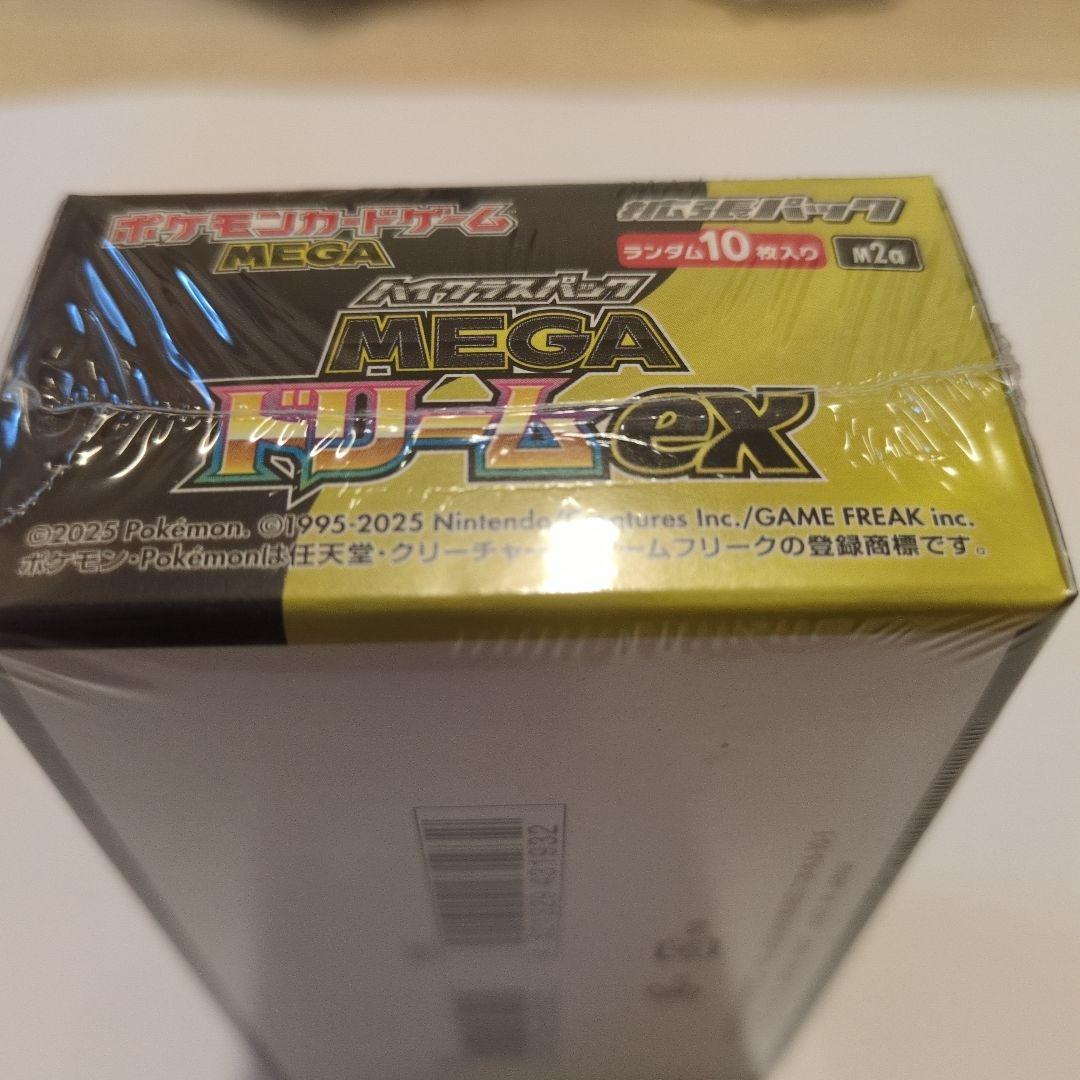 ポケモンカードゲーム
MEGA
拡張パック
ランダム10枚入り M2a
ハイクラスパック
MEGA
ドリームex
©2025 Pokémon. ©1995-2025 Nintendo/Creatures Inc./GAME FREAK inc.
ポケモン・Pokémonは任天堂・クリーチャーズ・ゲームフリークの登録商標です。
431932